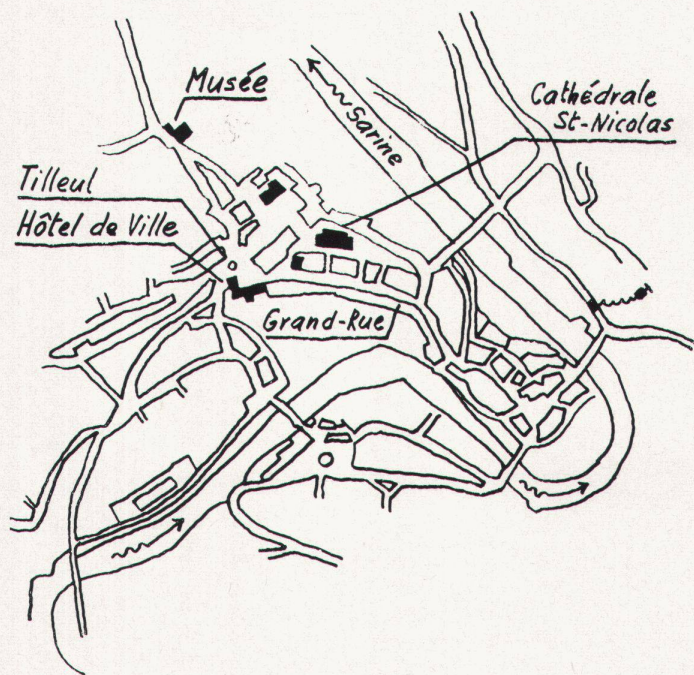 Musée
Sarine
Cathédrale
St-Nicolas
Tilleul
Hôtel de Ville
Grand-Rue